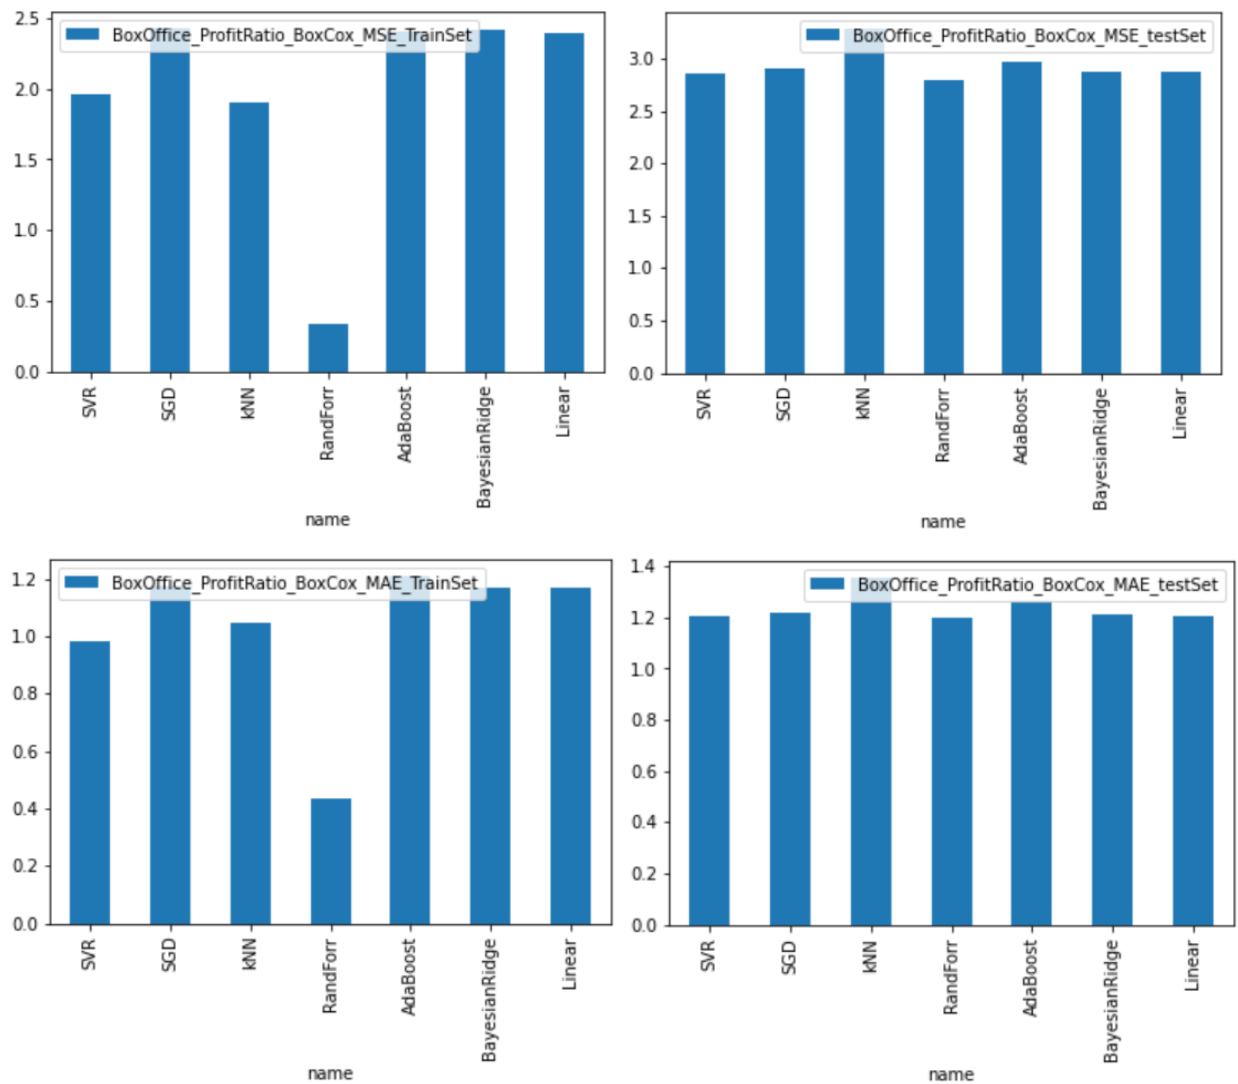 BoxOffice_ProfitRatio_BoxCox_MSE_TrainSet
2.5
2.0
1.5
1.0
0.5
0.0
SVR
SGD
kNN
RandForr
AdaBoost
BayesianRidge
Linear
name
BoxOffice_ProfitRatio_BoxCox_MSE_testSet
3.0
2.5
2.0
1.5
1.0
0.5
0.0
SVR
SGD
kNN
RandForr
AdaBoost
BayesianRidge
Linear
name
BoxOffice_ProfitRatio_BoxCox_MAE_TrainSet
1.2
1.0
0.8
0.6
0.4
0.2
0.0
SVR
SGD
kNN
RandForr
AdaBoost
BayesianRidge
Linear
name
BoxOffice_ProfitRatio_BoxCox_MAE_testSet
1.4
1.2
1.0
0.8
0.6
0.4
0.2
0.0
SVR
SGD
kNN
RandForr
AdaBoost
BayesianRidge
Linear
name